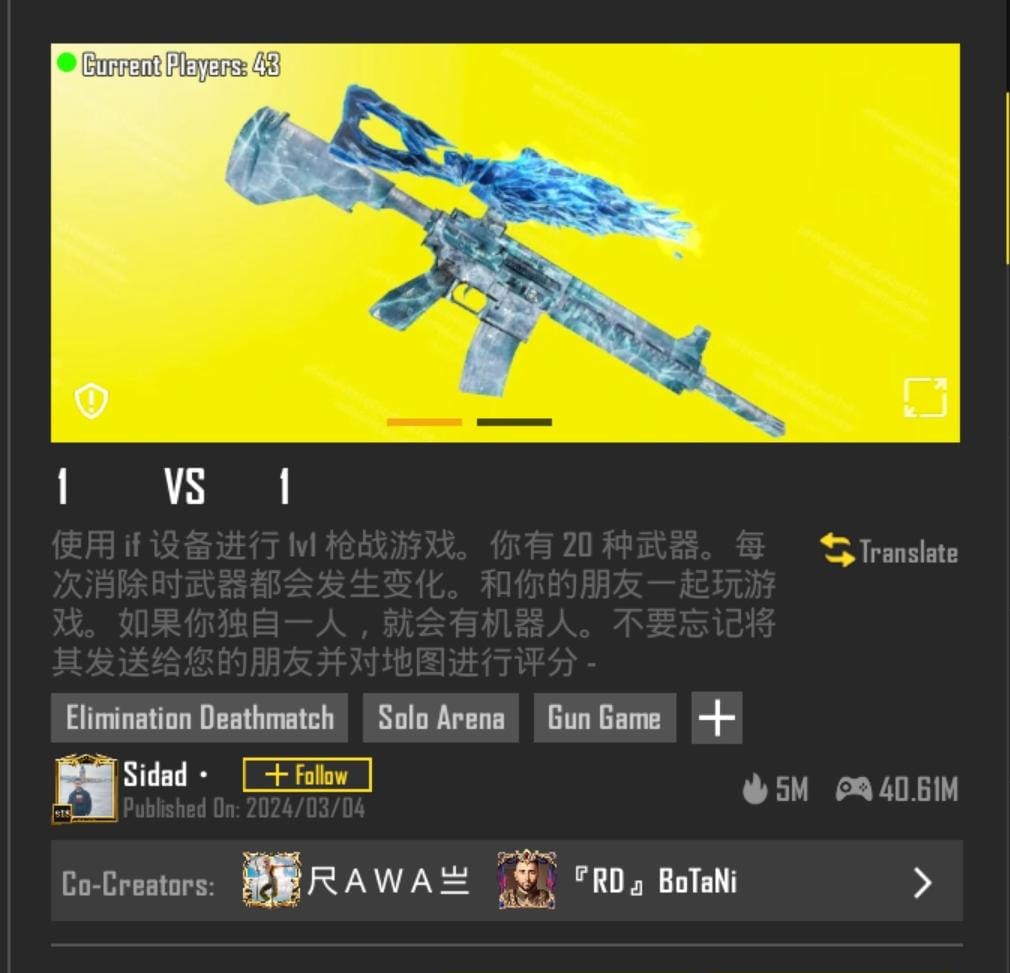 Current Players: 43
1 VS 1
使用 if 设备进行 1v1 枪战游戏。你有 20 种武器。每
次消除时武器都会发生变化。和你的朋友一起玩游
戏。如果你独自一人，就会有机器人。不要忘记将
其发送给您的朋友并对地图进行评分 -
Translate
Elimination Deathmatch
Solo Arena
Gun Game
Sidad •
+ Follow
Published On: 2024/03/04
5M
40.61M
Co-Creators:
尺AWA亗
『RD』BoTaNi